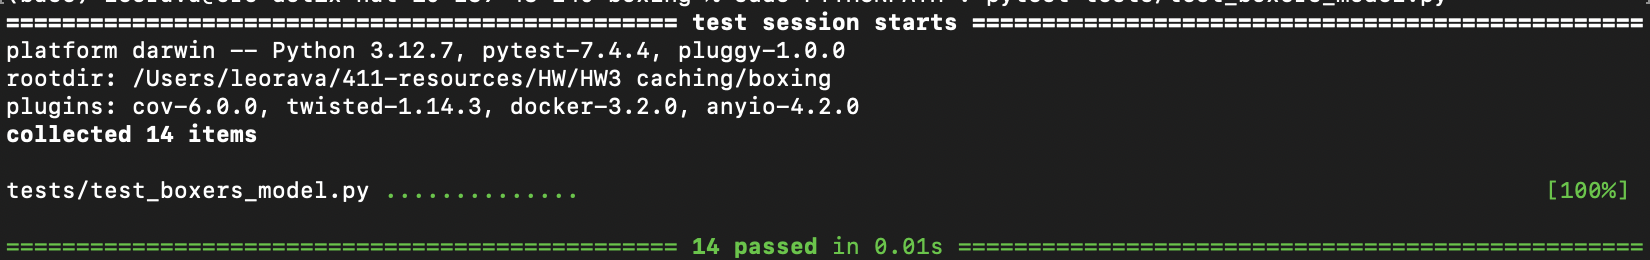 ============================================== test session starts ==============================================
platform darwin -- Python 3.12.7, pytest-7.4.4, pluggy-1.0.0
rootdir: /Users/leorava/411-resources/HW/HW3 caching/boxing
plugins: cov-6.0.0, twisted-1.14.3, docker-3.2.0, anyio-4.2.0
collected 14 items
tests/test_boxers_model.py .............. [100%]
============================================== 14 passed in 0.01s ==============================================